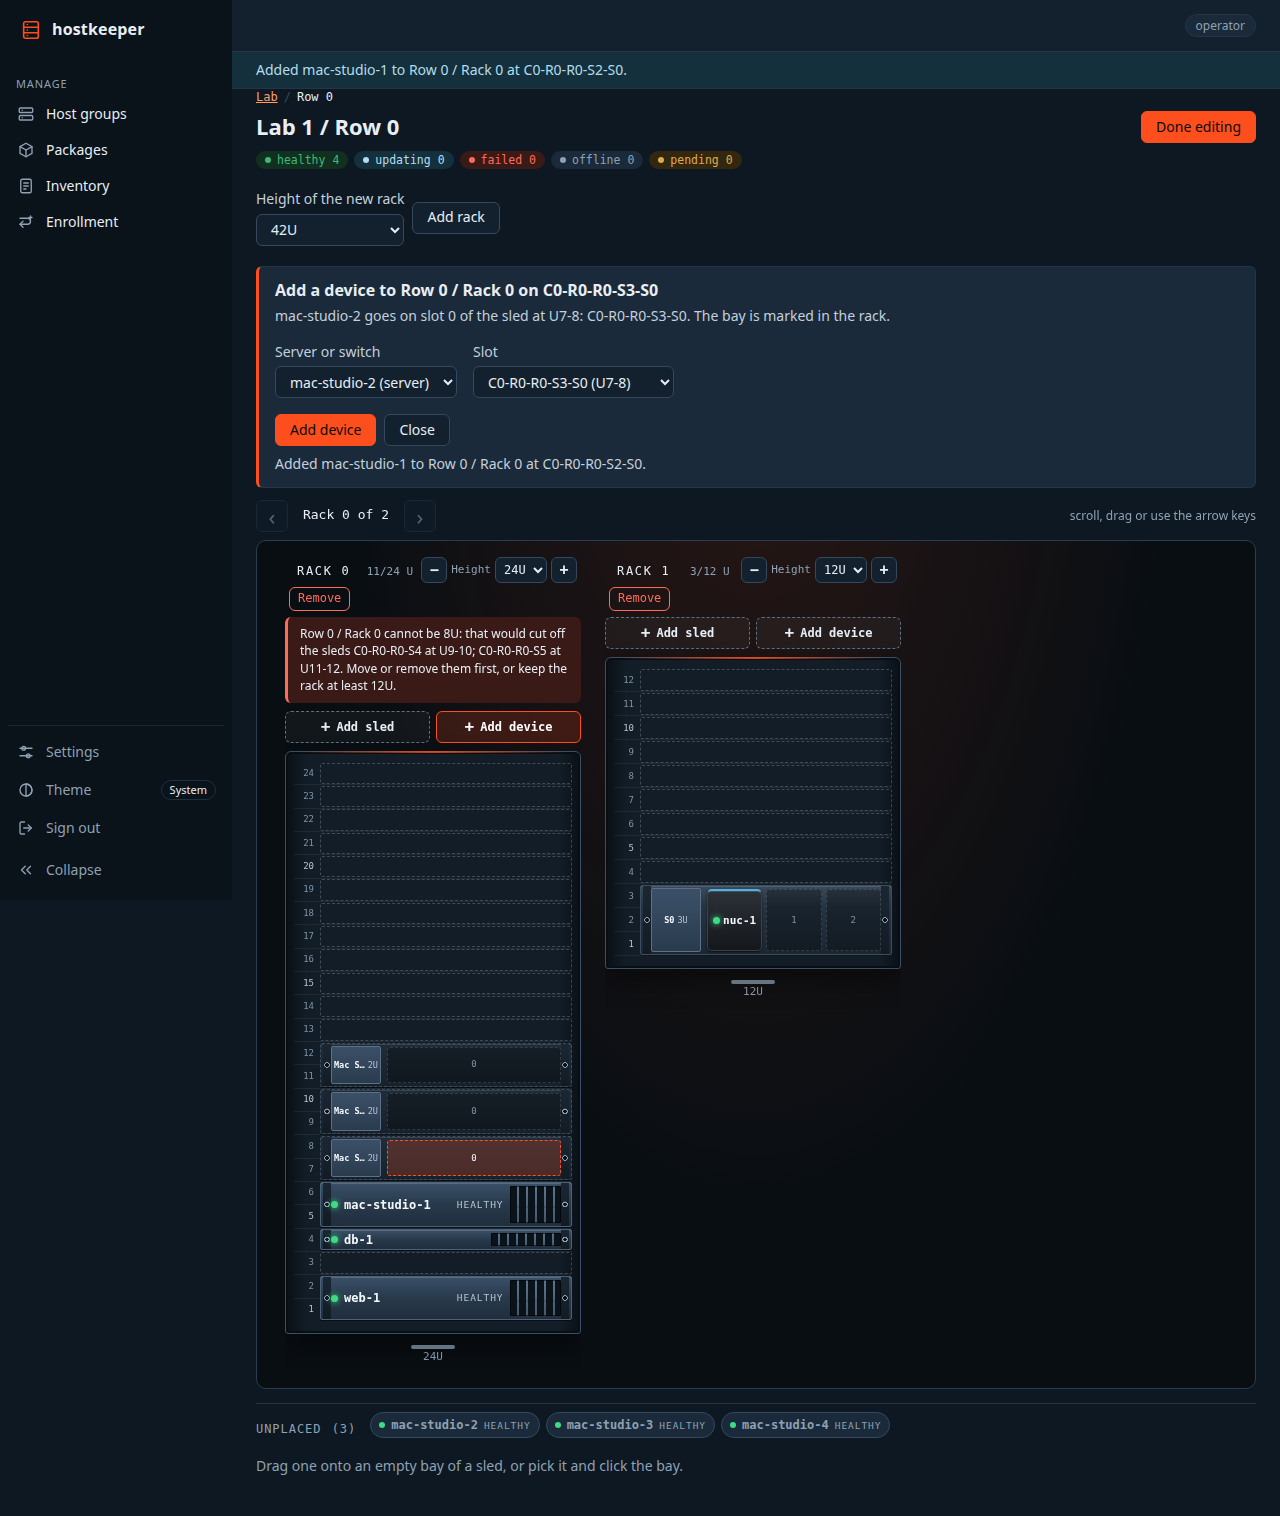 hostkeeper
operator
MANAGE
Host groups
Packages
Inventory
Enrollment
Settings
Theme
System
Sign out
Collapse
Added mac-studio-1 to Row 0 / Rack 0 at C0-R0-R0-S2-S0.
Lab / Row 0
Lab 1 / Row 0
Done editing
healthy 4
updating 0
failed 0
offline 0
pending 0
Height of the new rack
42U
Add rack
Add a device to Row 0 / Rack 0 on C0-R0-R0-S3-S0
mac-studio-2 goes on slot 0 of the sled at U7-8: C0-R0-R0-S3-S0. The bay is marked in the rack.
Server or switch
Slot
mac-studio-2 (server)
C0-R0-R0-S3-S0 (U7-8)
Add device
Close
Added mac-studio-1 to Row 0 / Rack 0 at C0-R0-R0-S2-S0.
‹ Rack 0 of 2 ›
scroll, drag or use the arrow keys
RACK 0
11/24 U
− Height 24U +
Remove
Row 0 / Rack 0 cannot be 8U: that would cut off
the sleds C0-R0-R0-S4 at U9-10; C0-R0-R0-S5 at
U11-12. Move or remove them first, or keep the
rack at least 12U.
+ Add sled
+ Add device
24
23
22
21
20
19
18
17
16
15
14
13
12
Mac S… 2U
0
11
10
Mac S… 2U
0
9
8
Mac S… 2U
0
7
6
mac-studio-1
HEALTHY
5
4
db-1
3
2
web-1
HEALTHY
1
24U
RACK 1
3/12 U
− Height 12U +
Remove
+ Add sled
+ Add device
12
11
10
9
8
7
6
5
4
3
2
S0 3U
nuc-1
1
2
1
12U
UNPLACED (3)
mac-studio-2 HEALTHY
mac-studio-3 HEALTHY
mac-studio-4 HEALTHY
Drag one onto an empty bay of a sled, or pick it and click the bay.